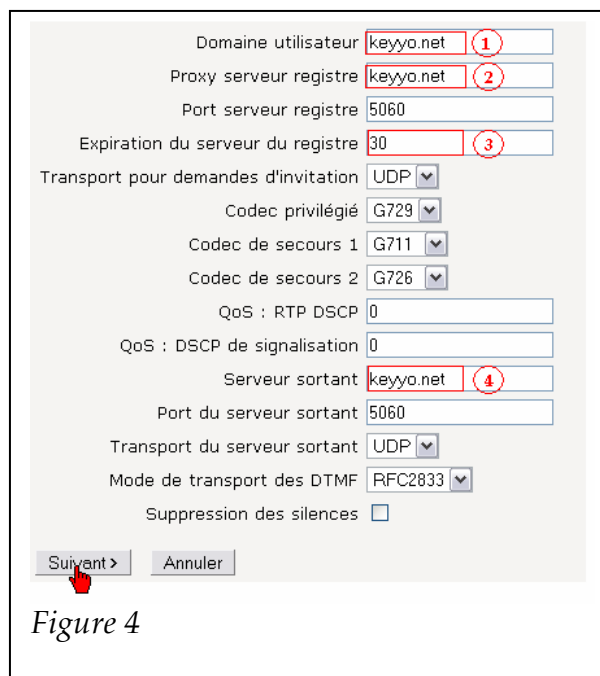 Domaine utilisateur keyyo.net 1
Proxy serveur registre keyyo.net 2
Port serveur registre 5060
Expiration du serveur du registre 30 3
Transport pour demandes d'invitation UDP
Codec privilégié G729
Codec de secours 1 G711
Codec de secours 2 G726
QoS : RTP DSCP 0
QoS : DSCP de signalisation 0
Serveur sortant keyyo.net 4
Port du serveur sortant 5060
Transport du serveur sortant UDP
Mode de transport des DTMF RFC2833
Suppression des silences
Suivant > Annuler
Figure 4